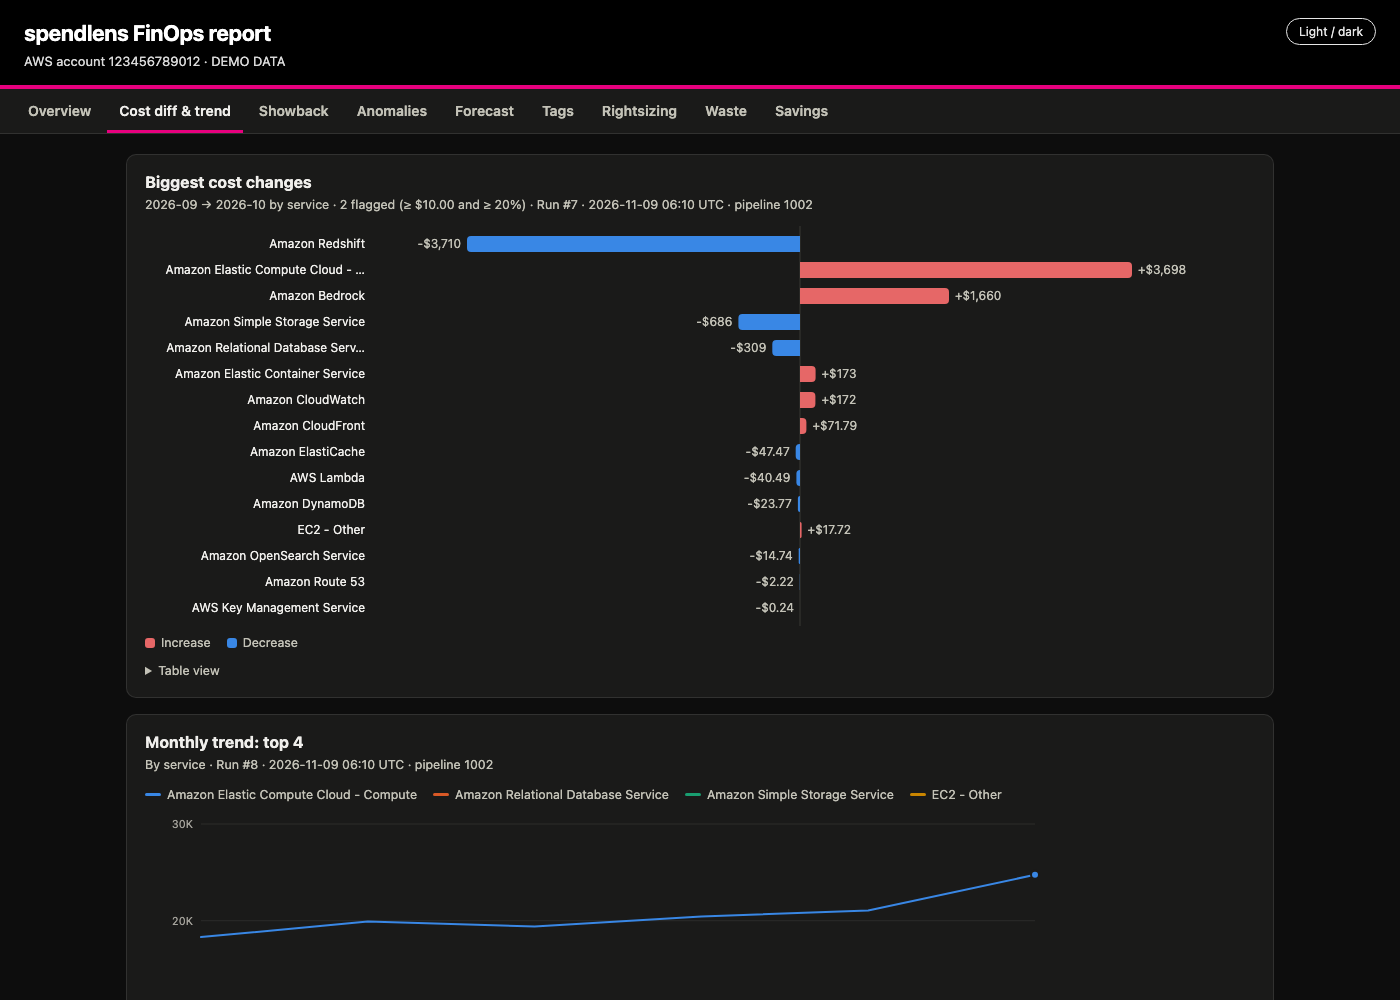 spendlens FinOps report
AWS account 123456789012 · DEMO DATA
Light / dark
Overview
Cost diff & trend
Showback
Anomalies
Forecast
Tags
Rightsizing
Waste
Savings
Biggest cost changes
2026-09 → 2026-10 by service · 2 flagged (≥ $10.00 and ≥ 20%) · Run #7 · 2026-11-09 06:10 UTC · pipeline 1002
Amazon Redshift -$3,710
Amazon Elastic Compute Cloud - ... +$3,698
Amazon Bedrock +$1,660
Amazon Simple Storage Service -$686
Amazon Relational Database Serv... -$309
Amazon Elastic Container Service +$173
Amazon CloudWatch +$172
Amazon CloudFront +$71.79
Amazon ElastiCache -$47.47
AWS Lambda -$40.49
Amazon DynamoDB -$23.77
EC2 - Other +$17.72
Amazon OpenSearch Service -$14.74
Amazon Route 53 -$2.22
AWS Key Management Service -$0.24
Increase Decrease
Table view
Monthly trend: top 4
By service · Run #8 · 2026-11-09 06:10 UTC · pipeline 1002
Amazon Elastic Compute Cloud - Compute Amazon Relational Database Service Amazon Simple Storage Service EC2 - Other
30K
20K